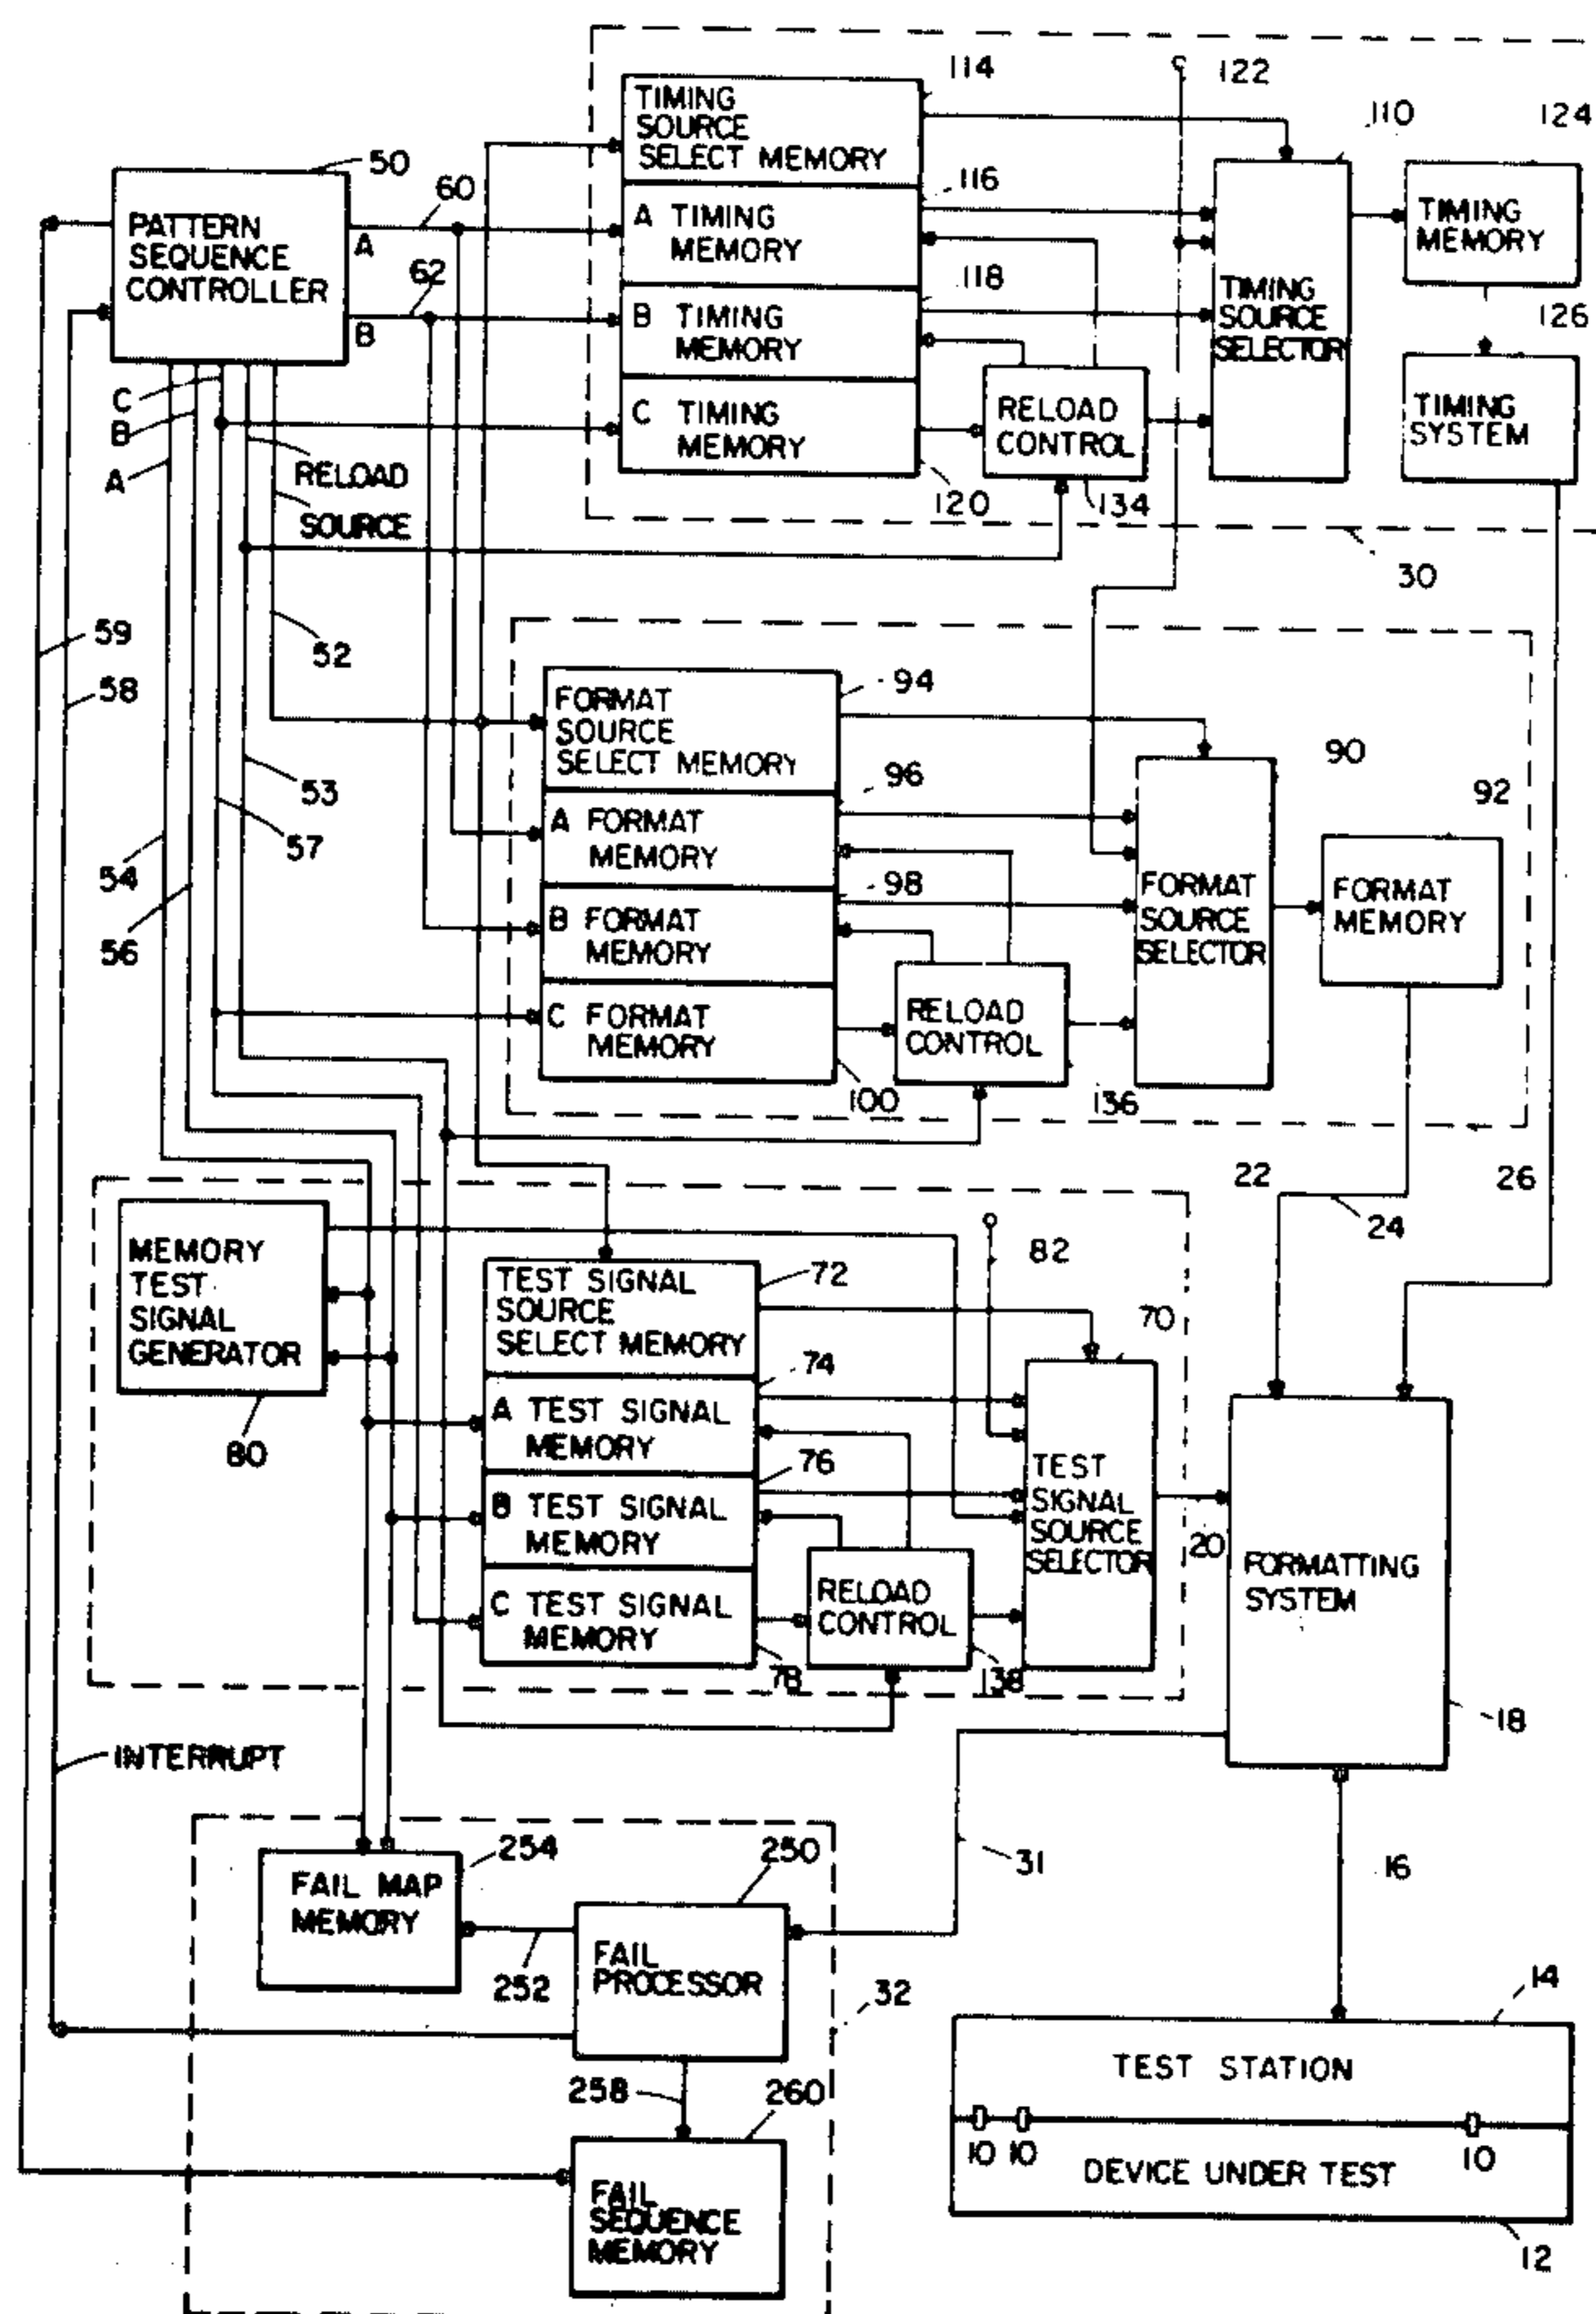 114
122
110
124
TIMING
SOURCE
SELECT MEMORY
50
60
116
PATTERN
SEQUENCE
CONTROLLER
A
62
B
A TIMING
MEMORY
118
TIMING
MEMORY
126
B TIMING
MEMORY
TIMING
SOURCE
SELECTOR
C
B
A
C TIMING
MEMORY
RELOAD
CONTROL
TIMING
SYSTEM
RELOAD
SOURCE
120
134
30
59
52
58
FORMAT
SOURCE
SELECT MEMORY
94
90
53
96
92
57
A FORMAT
MEMORY
54
98
FORMAT
SOURCE
SELECTOR
FORMAT
MEMORY
56
B FORMAT
MEMORY
C FORMAT
MEMORY
RELOAD
CONTROL
100
136
22
26
24
MEMORY
TEST
SIGNAL
GENERATOR
82
72
TEST SIGNAL
SOURCE
SELECT MEMORY
70
74
80
A TEST SIGNAL
MEMORY
76
TEST
SIGNAL
SOURCE
SELECTOR
B TEST SIGNAL
MEMORY
20
FORMATTING
SYSTEM
C TEST SIGNAL
MEMORY
RELOAD
CONTROL
78
138
18
INTERRUPT
254
250
31
16
FAIL MAP
MEMORY
252
FAIL
PROCESSOR
32
14
TEST STATION
258
260
10 10
10
DEVICE UNDER TEST
FAIL
SEQUENCE
MEMORY
12